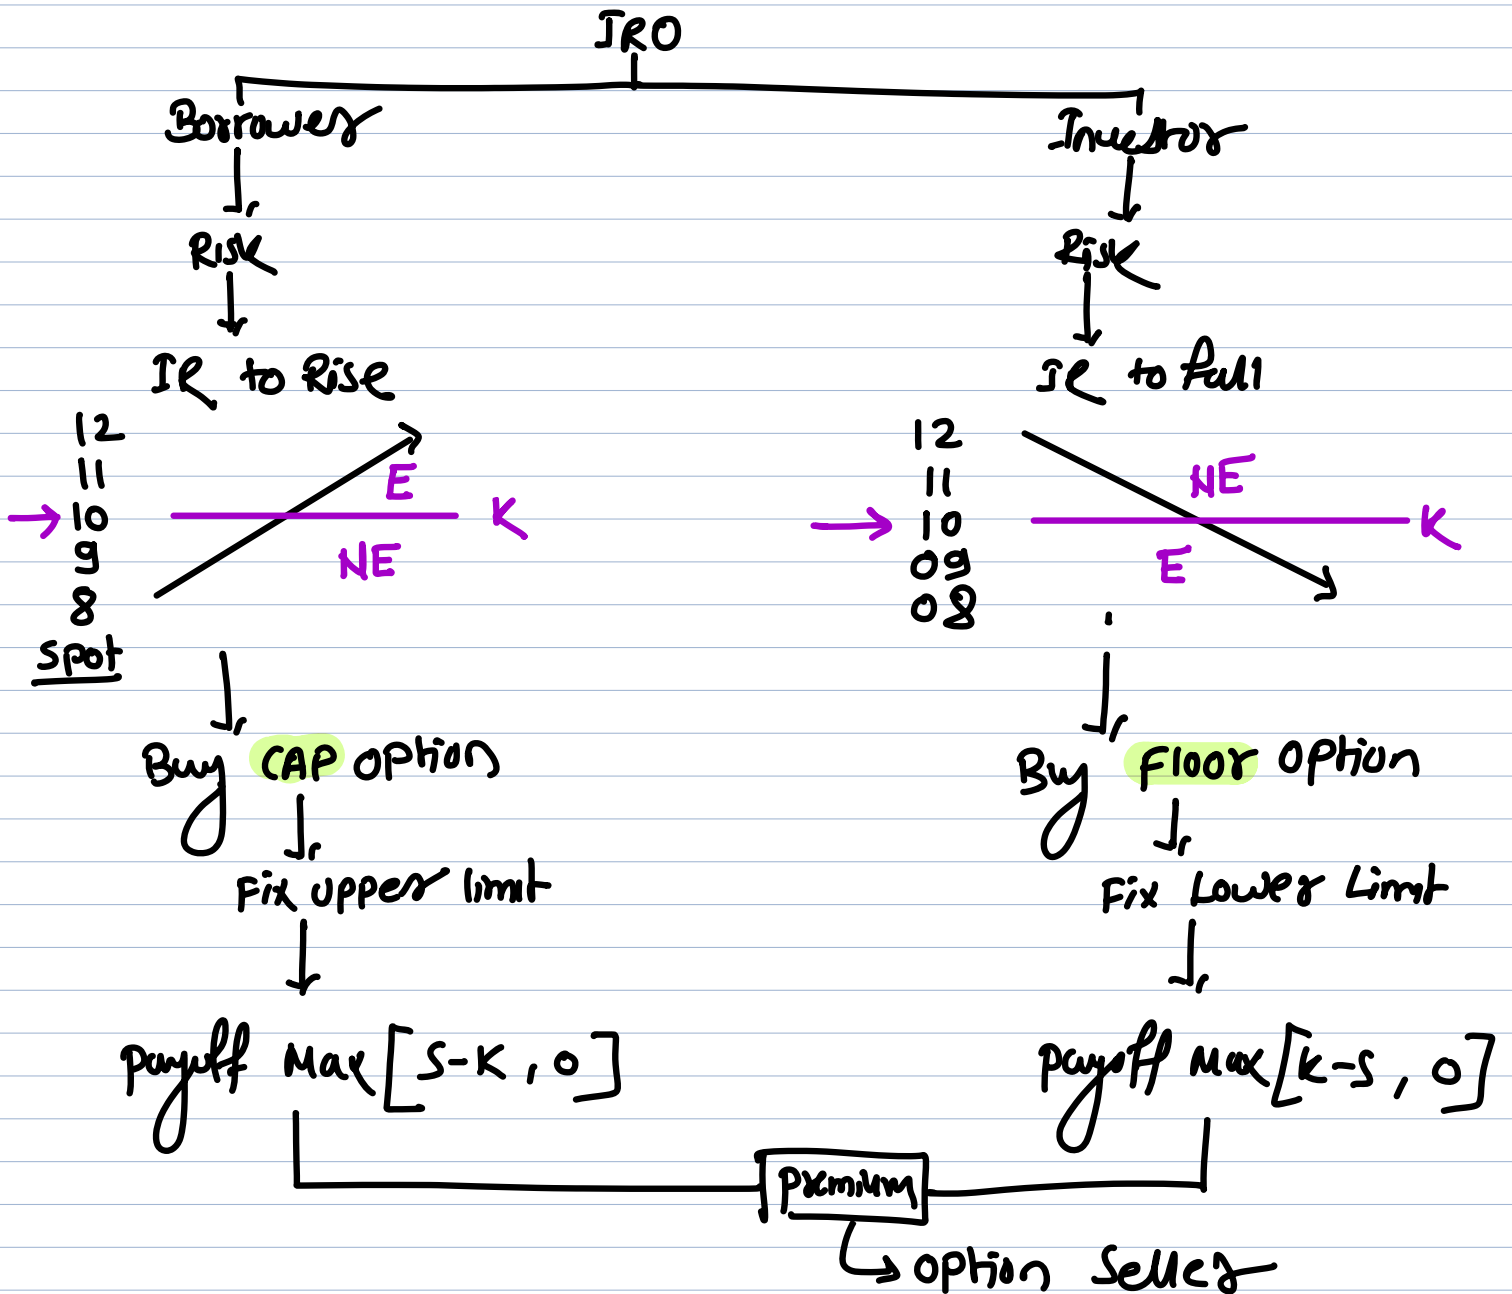 IRO
Borrower
Investor
Risk
Risk
IR to Rise
IR to fall
12
11
10
9
8
Spot
E
NE
K
12
11
10
09
08
NE
E
K
Buy CAP option
Buy Floor option
Fix upper limit
Fix Lower Limit
Payoff Max [S-K, 0]
Payoff Max [K-S, 0]
Premium
option Seller